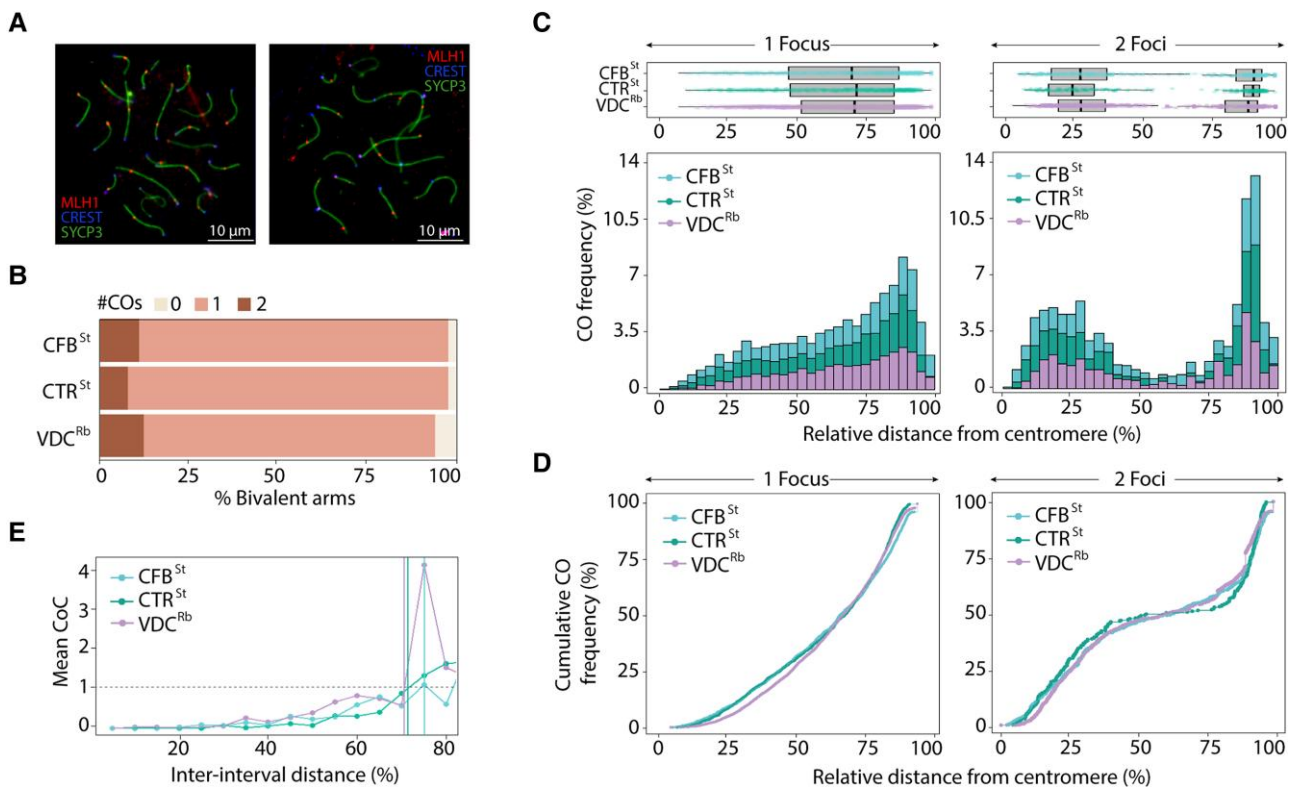 A
MLH1
CREST
SYCP3
10 µm
MLH1
CREST
SYCP3
10 µm
B
#COs 0 1 2
CFB^St
CTR^St
VDC^Rb
0 25 50 75 100
% Bivalent arms
C
1 Focus
2 Foci
CFB^St
CTR^St
VDC^Rb
0 25 50 75 100
0 25 50 75 100
14
10.5
7
3.5
0
CO frequency (%)
CFB^St
CTR^St
VDC^Rb
0 25 50 75 100
14
10.5
7
3.5
0
CFB^St
CTR^St
VDC^Rb
0 25 50 75 100
Relative distance from centromere (%)
D
1 Focus
2 Foci
100
75
50
25
0
Cumulative CO
frequency (%)
CFB^St
CTR^St
VDC^Rb
0 25 50 75 100
100
75
50
25
0
CFB^St
CTR^St
VDC^Rb
0 25 50 75 100
Relative distance from centromere (%)
E
4
3
2
1
0
Mean CoC
CFB^St
CTR^St
VDC^Rb
20 40 60 80
Inter-interval distance (%)